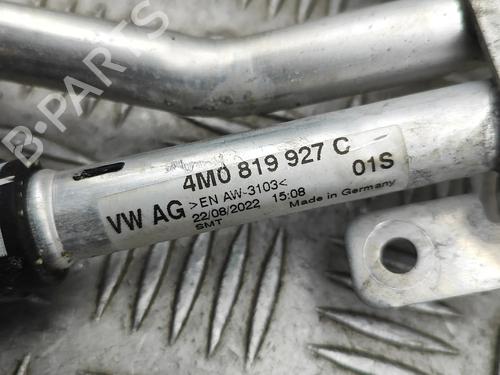 B-PARTS
4M0 819 927 C
VW AG >EN AW-3103< 01S
22/08/2022 15:08 Made in Germany
SMT